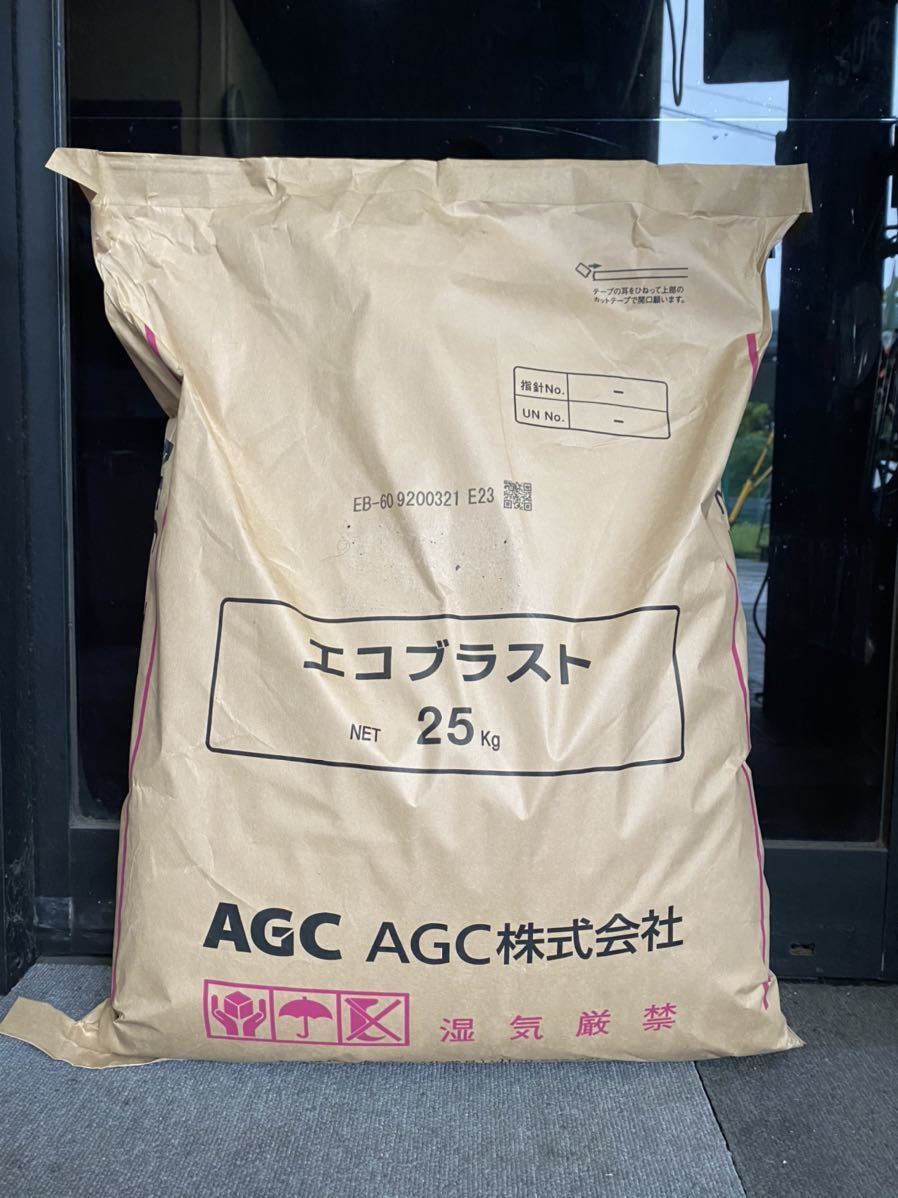 テープの耳をひねって上部の
カットテープで開口願います。
指針No. －
UN No. －
EB-60 9200321 E23
エコブラスト
NET 25 Kg
AGC AGC株式会社
湿気厳禁